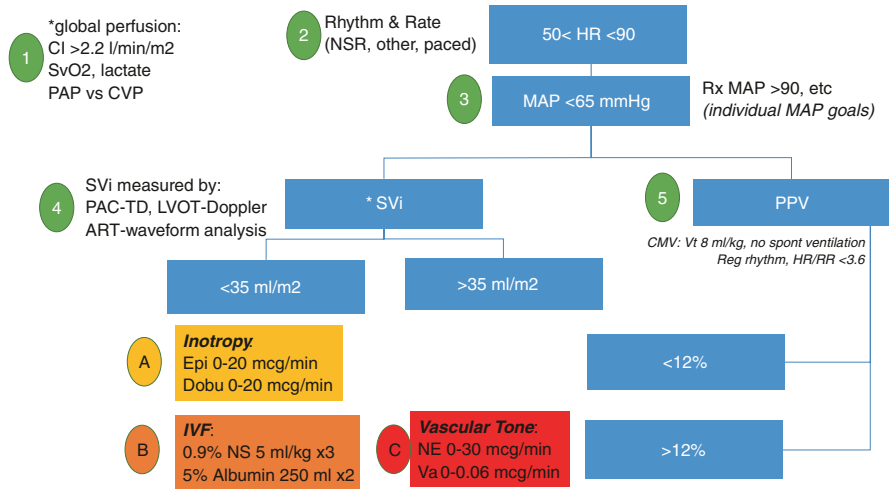 1
*global perfusion:
CI >2.2 l/min/m2
SvO2, lactate
PAP vs CVP
2
Rhythm & Rate
(NSR, other, paced)
50< HR <90
3
MAP <65 mmHg
Rx MAP >90, etc
(individual MAP goals)
4
SVi measured by:
PAC-TD, LVOT-Doppler
ART-waveform analysis
* SVi
5
PPV
CMV: Vt 8 ml/kg, no spont ventilation
Reg rhythm, HR/RR <3.6
<35 ml/m2
>35 ml/m2
A
Inotropy:
Epi 0-20 mcg/min
Dobu 0-20 mcg/min
<12%
B
IVF:
0.9% NS 5 ml/kg x3
5% Albumin 250 ml x2
C
Vascular Tone:
NE 0-30 mcg/min
Va 0-0.06 mcg/min
>12%